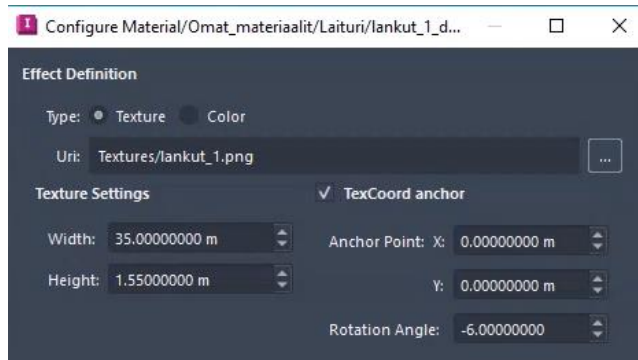 Configure Material/Omat_materiaalit/Laituri/lankut_1_d...
Effect Definition
Type: Texture Color
Uri: Textures/lankut_1.png ...
Texture Settings TexCoord anchor
Width: 35.00000000 m Anchor Point: X: 0.00000000 m
Height: 1.55000000 m Y: 0.00000000 m
Rotation Angle: -6.00000000